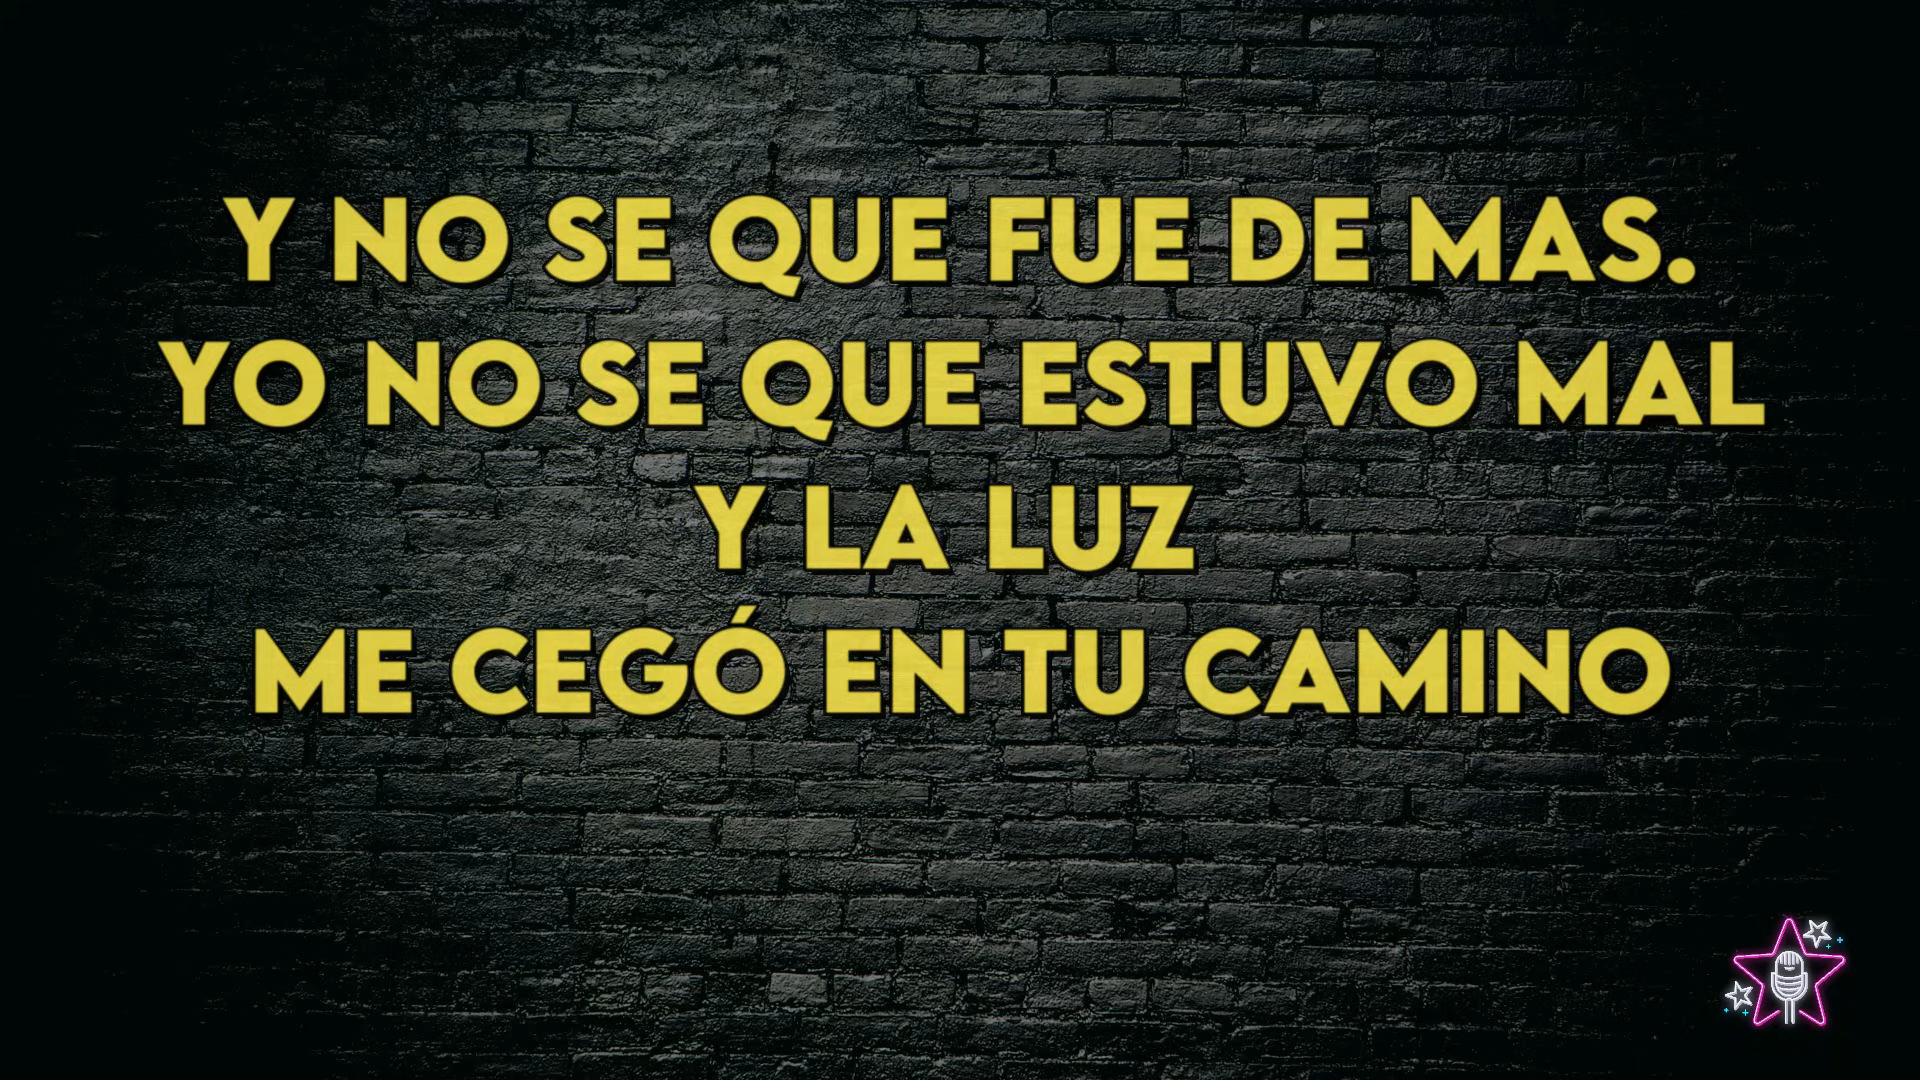 Y NO SE QUE FUE DE MAS.
YO NO SE QUE ESTUVO MAL
Y LA LUZ
ME CEGÓ EN TU CAMINO